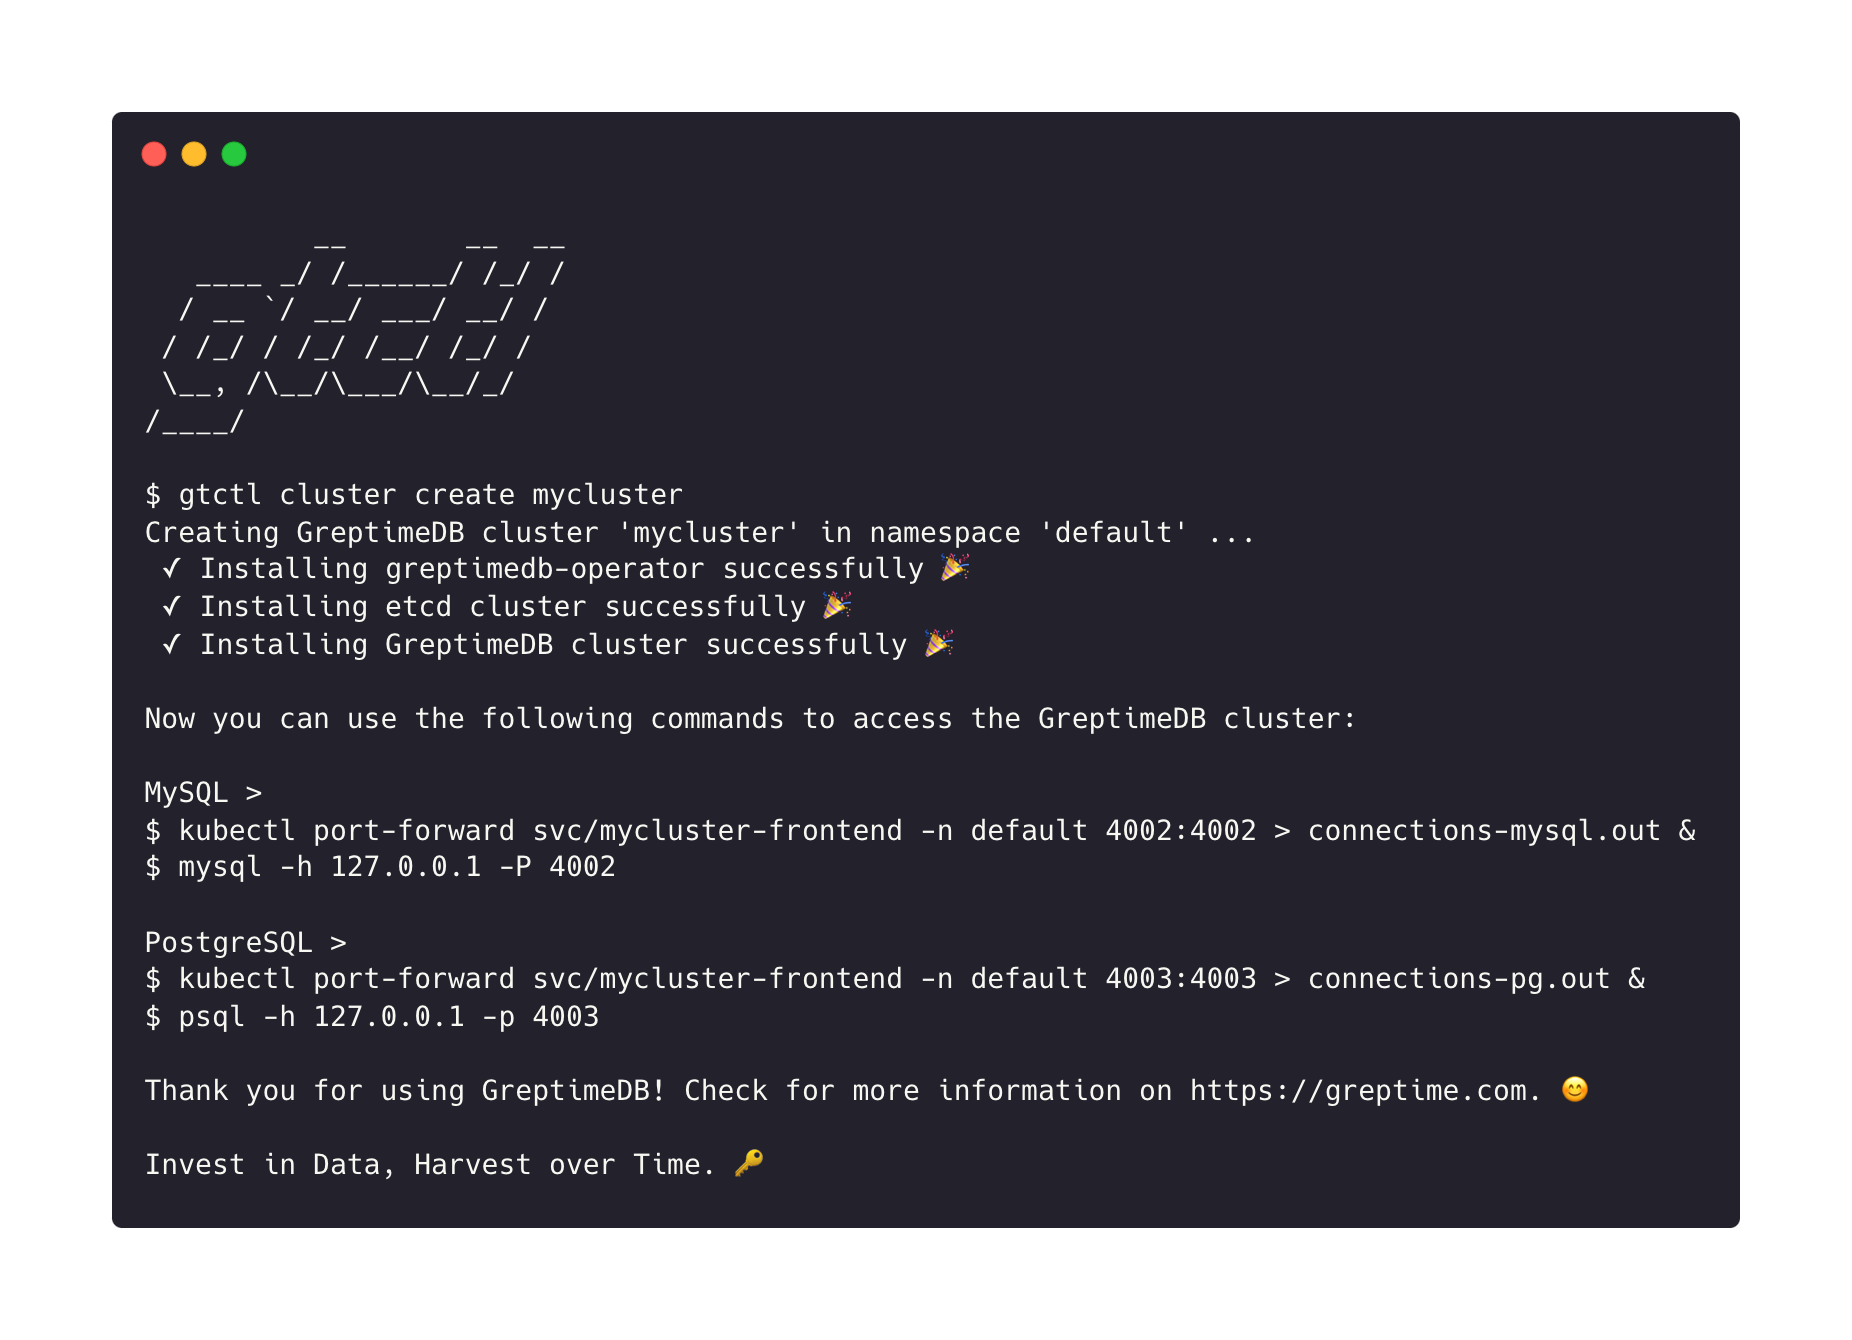 __       __  __
   ____ _/ /______/ /_/ /
  / __ `/ __/ ___/ __/ /
 / /_/ / /_/ /__/ /_/ /
 \__, /\__/\___/\__/_/
/____/

$ gtctl cluster create mycluster
Creating GreptimeDB cluster 'mycluster' in namespace 'default' ...
 ✓ Installing greptimedb-operator successfully 🎉
 ✓ Installing etcd cluster successfully 🎉
 ✓ Installing GreptimeDB cluster successfully 🎉

Now you can use the following commands to access the GreptimeDB cluster:

MySQL >
$ kubectl port-forward svc/mycluster-frontend -n default 4002:4002 > connections-mysql.out &
$ mysql -h 127.0.0.1 -P 4002

PostgreSQL >
$ kubectl port-forward svc/mycluster-frontend -n default 4003:4003 > connections-pg.out &
$ psql -h 127.0.0.1 -p 4003

Thank you for using GreptimeDB! Check for more information on https://greptime.com. 😊

Invest in Data, Harvest over Time. 🔑